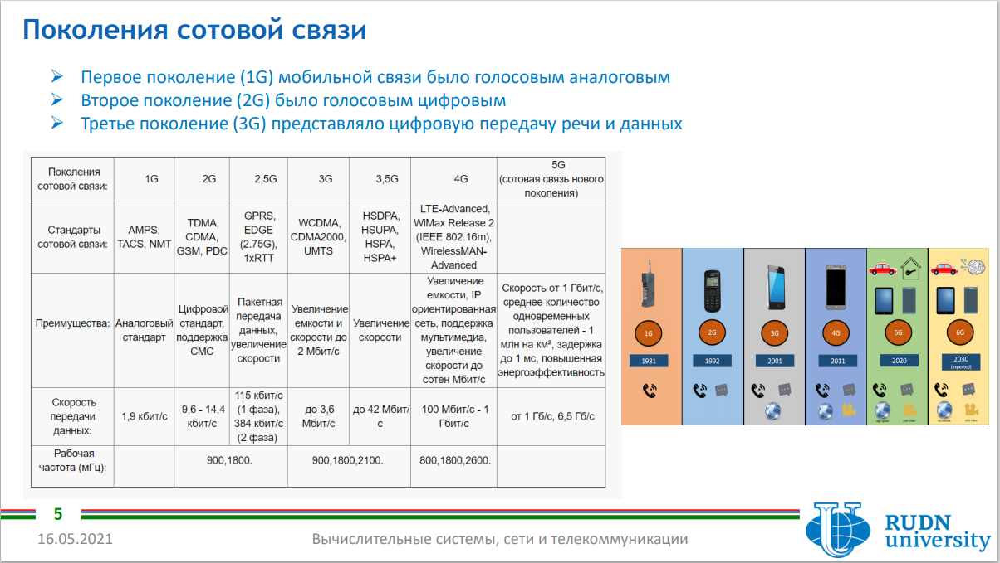 Поколения сотовой связи
Первое поколение (1G) мобильной связи было голосовым аналоговым
Второе поколение (2G) было голосовым цифровым
Третье поколение (3G) представляло цифровую передачу речи и данных
Поколения
сотовой связи:
1G
2G
2,5G
3G
3,5G
4G
5G
(сотовая связь нового
поколения)
Стандарты
сотовой связи:
AMPS,
TACS, NMT
TDMA,
CDMA,
GSM, PDC
GPRS,
EDGE
(2.75G),
1xRTT
WCDMA,
CDMA2000,
UMTS
HSDPA,
HSUPA,
HSPA,
HSPA+
LTE-Advanced,
WiMax Release 2
(IEEE 802.16m),
WirelessMAN-
Advanced
Преимущества:
Аналоговый
стандарт
Цифровой
стандарт,
поддержка
СМС
Пакетная
передача
данных,
увеличение
скорости
Увеличение
емкости и
скорости до
2 Мбит/с
Увеличение
скорости
Увеличение
емкости, IP
ориентированная
сеть, поддержка
мультимедиа,
увеличение
скорости до
сотен Мбит/с
Скорость от 1 Гбит/с,
среднее количество
одновременных
пользователей - 1
млн на км², задержка
до 1 мс, повышенная
энергоэффективность
Скорость
передачи
данных:
1,9 кбит/с
9,6 - 14,4
кбит/с
115 кбит/с
(1 фаза),
384 кбит/с
(2 фаза)
до 3,6
Мбит/с
до 42 Мбит/
с
100 Мбит/с - 1
Гбит/с
от 1 Гб/с, 6,5 Гб/с
Рабочая
частота (мГц):
900,1800.
900,1800,2100.
800,1800,2600.
1G
2G
3G
4G
5G
6G
1981
1992
2001
2011
2020
2030
(expected)
High Speed
UHD Video
3D Internet
UHD Video
5
16.05.2021
Вычислительные системы, сети и телекоммуникации
RUDN
university